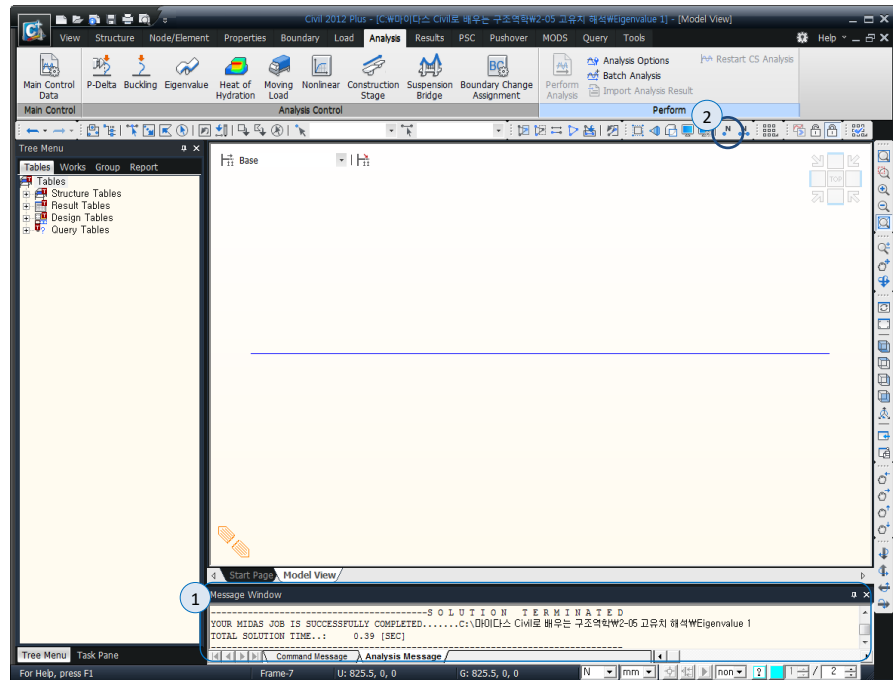 Civil 2012 Plus - [C:₩마이다스 Civil로 배우는 구조역학₩2-05 고유치 해석₩Eigenvalue 1] - [Model View]
View Structure Node/Element Properties Boundary Load Analysis Results PSC Pushover MODS Query Tools Help
Main Control Data
P-Delta Buckling Eigenvalue Heat of Hydration Moving Load Nonlinear Construction Stage Suspension Bridge Boundary Change Assignment
Perform Analysis
Analysis Options
Batch Analysis
Import Analysis Result
Restart CS Analysis
Main Control Analysis Control Perform
2
Tree Menu
Tables Works Group Report
Tables
Structure Tables
Result Tables
Design Tables
Query Tables
Base
TOP
Start Page Model View
1
Message Window
SOLUTION TERMINATED
YOUR MIDAS JOB IS SUCCESSFULLY COMPLETED.......C:\마이다스 Civil로 배우는 구조역학₩2-05 고유치 해석₩Eigenvalue 1
TOTAL SOLUTION TIME..: 0.39 [SEC]
Command Message Analysis Message
Tree Menu Task Pane
For Help, press F1 Frame-7 U: 825.5, 0, 0 G: 825.5, 0, 0 N mm non ? 1 / 2